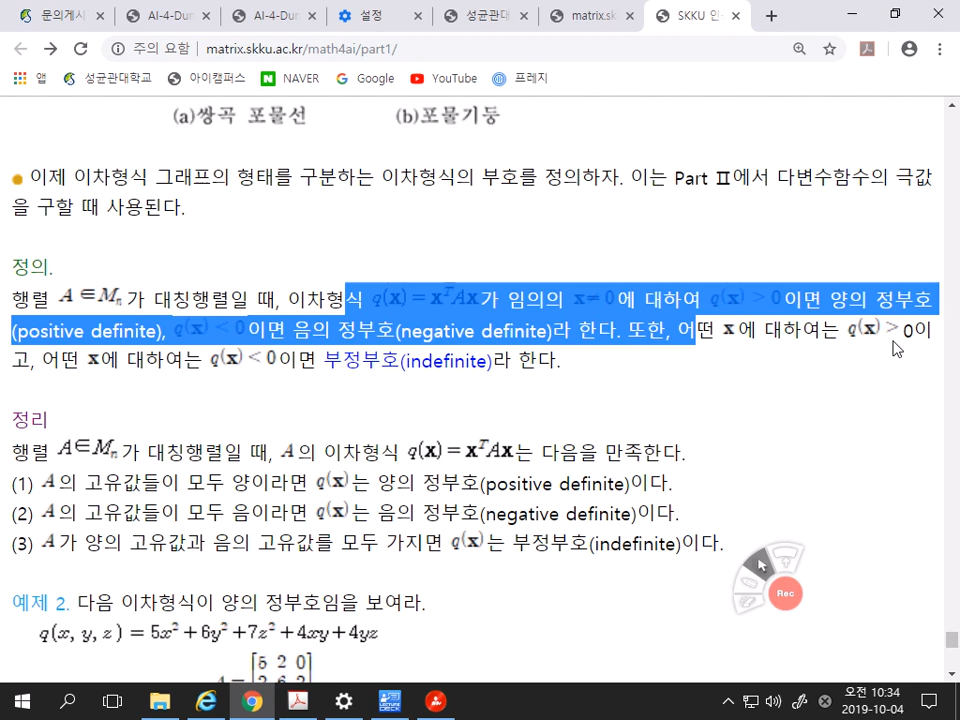 문의게시
AI-4-Dun
AI-4-Dun
설정
성균관대
matrix.sk
SKKU 인
주의 요함
matrix.skku.ac.kr/math4ai/part1/
앱
성균관대학교
아이캠퍼스
NAVER
Google
YouTube
프레지
(a)쌍곡 포물선
(b)포물기둥
이제 이차형식 그래프의 형태를 구분하는 이차형식의 부호를 정의하자. 이는 Part Ⅱ에서 다변수함수의 극값
을 구할 때 사용된다.
정의.
행렬 A∈Mₙ가 대칭행렬일 때, 이차형식 q(x) = xᵀAx가 임의의 x≠0에 대하여 q(x) > 0이면 양의 정부호
(positive definite), q(x) < 0이면 음의 정부호(negative definite)라 한다. 또한, 어떤 x에 대하여는 q(x) > 0이
고, 어떤 x에 대하여는 q(x) < 0이면 부정부호(indefinite)라 한다.
정리
행렬 A∈Mₙ가 대칭행렬일 때, A의 이차형식 q(x) = xᵀAx는 다음을 만족한다.
(1) A의 고유값들이 모두 양이라면 q(x)는 양의 정부호(positive definite)이다.
(2) A의 고유값들이 모두 음이라면 q(x)는 음의 정부호(negative definite)이다.
(3) A가 양의 고유값과 음의 고유값를 모두 가지면 q(x)는 부정부호(indefinite)이다.
Rec
예제 2. 다음 이차형식이 양의 정부호임을 보여라.
q(x, y, z) = 5x²+6y²+7z²+4xy+4yz
5 2 0
오전 10:34
2019-10-04